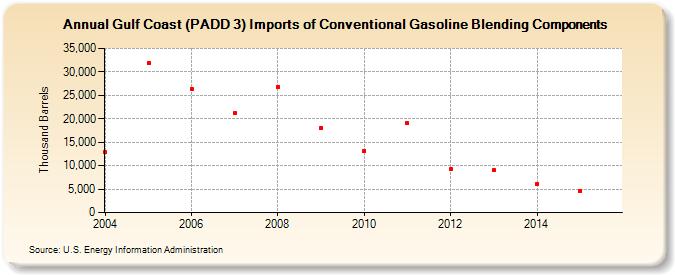 Annual Gulf Coast (PADD 3) Imports of Conventional Gasoline Blending Components
Thousand Barrels
35,000
30,000
25,000
20,000
15,000
10,000
5,000
0
2004 2006 2008 2010 2012 2014
Source: U.S. Energy Information Administration